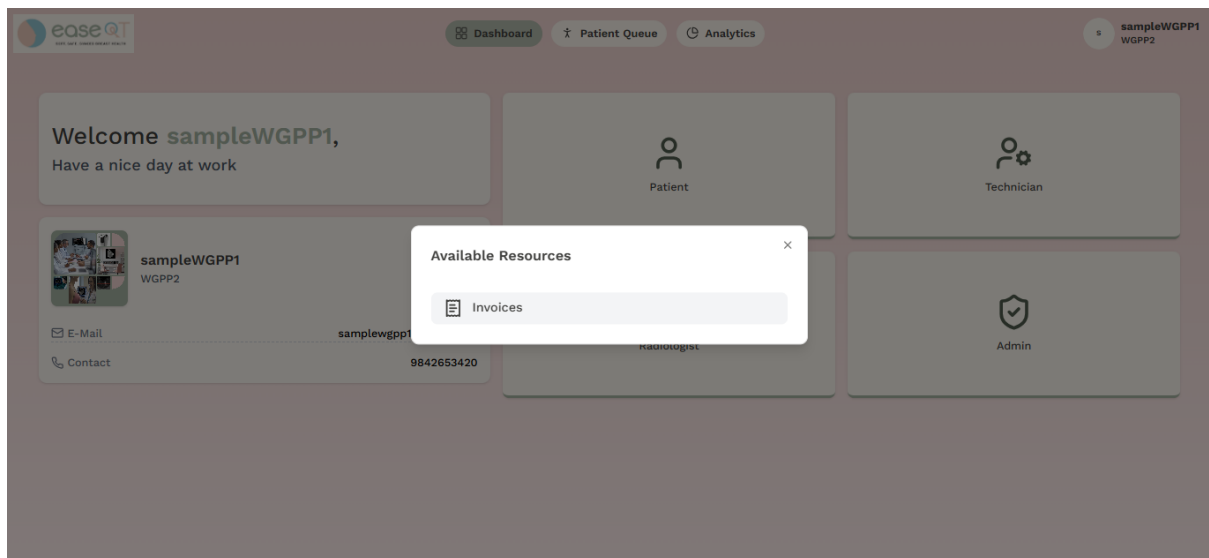 ease QT
Dashboard
Patient Queue
Analytics
s
sampleWGPP1
WGPP2
Welcome sampleWGPP1,
Have a nice day at work
Patient
Technician
sampleWGPP1
WGPP2
E-Mail
samplewgpp1
Contact
9842653420
Available Resources
×
Invoices
Radiologist
Admin